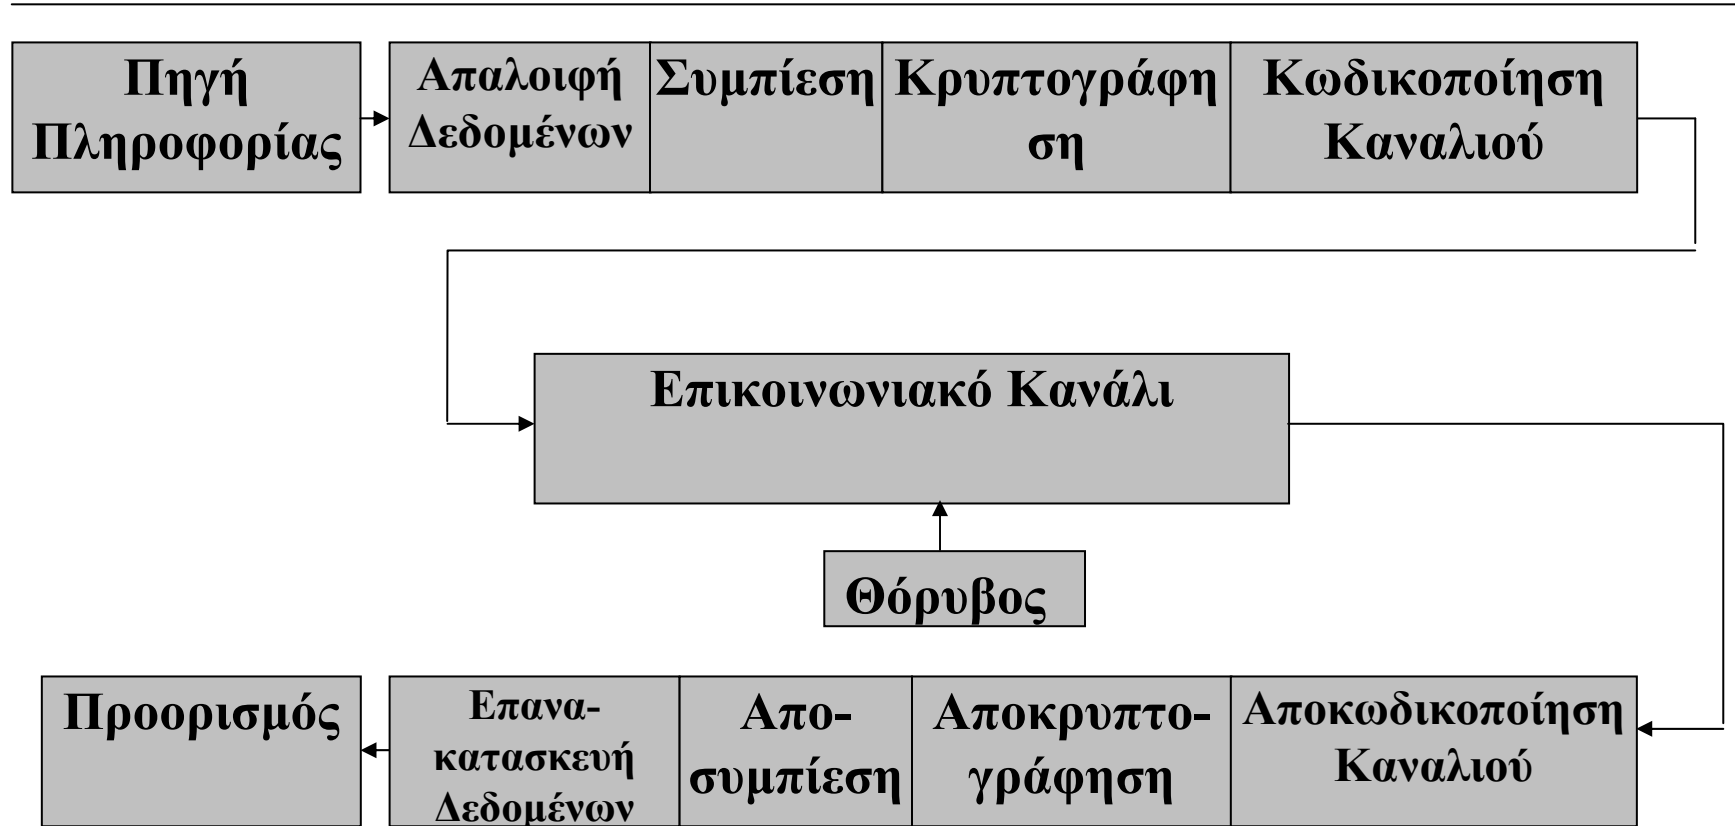 Πηγή
Πληροφορίας
Απαλοιφή
Δεδομένων
Συμπίεση
Κρυπτογράφη
ση
Κωδικοποίηση
Καναλιού
Επικοινωνιακό Κανάλι
Θόρυβος
Προορισμός
Επανα-
κατασκευή
Δεδομένων
Απο-
συμπίεση
Αποκρυπτο-
γράφηση
Αποκωδικοποίηση
Καναλιού